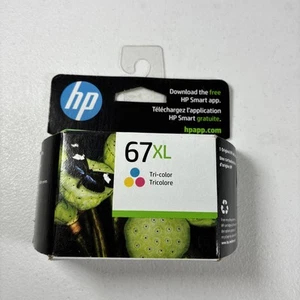 hp
Download the free
HP Smart app.
Téléchargez l'application
HP Smart gratuite.
hpapp.com
67XL
Tri-color
Tricolore